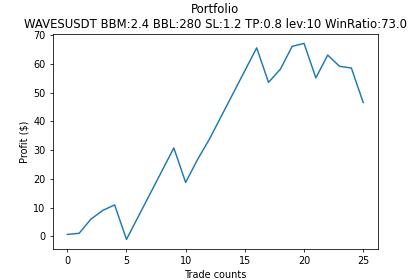 Portfolio
WAVESUSDT BBM:2.4 BBL:280 SL:1.2 TP:0.8 lev:10 WinRatio:73.0
70
60
50
40
30
20
10
0
Profit ($)
0 5 10 15 20 25
Trade counts